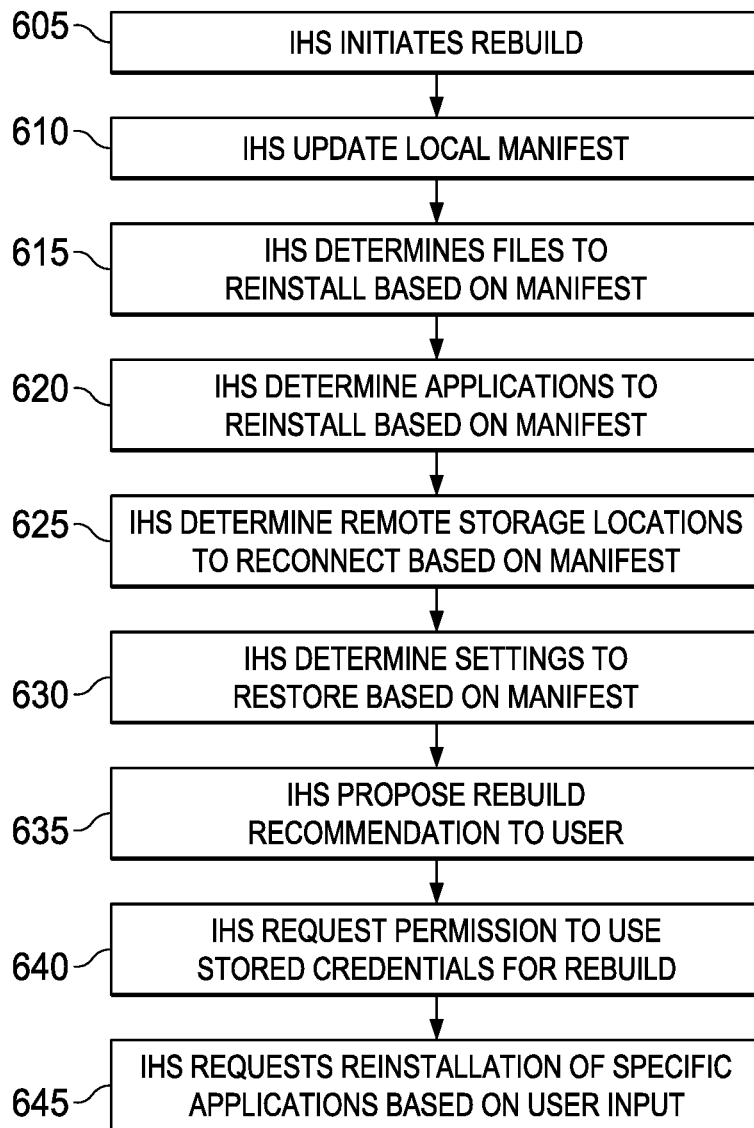 605
IHS INITIATES REBUILD
610
IHS UPDATE LOCAL MANIFEST
615
IHS DETERMINES FILES TO
REINSTALL BASED ON MANIFEST
620
IHS DETERMINE APPLICATIONS TO
REINSTALL BASED ON MANIFEST
625
IHS DETERMINE REMOTE STORAGE LOCATIONS
TO RECONNECT BASED ON MANIFEST
630
IHS DETERMINE SETTINGS TO
RESTORE BASED ON MANIFEST
635
IHS PROPOSE REBUILD
RECOMMENDATION TO USER
640
IHS REQUEST PERMISSION TO USE
STORED CREDENTIALS FOR REBUILD
645
IHS REQUESTS REINSTALLATION OF SPECIFIC
APPLICATIONS BASED ON USER INPUT